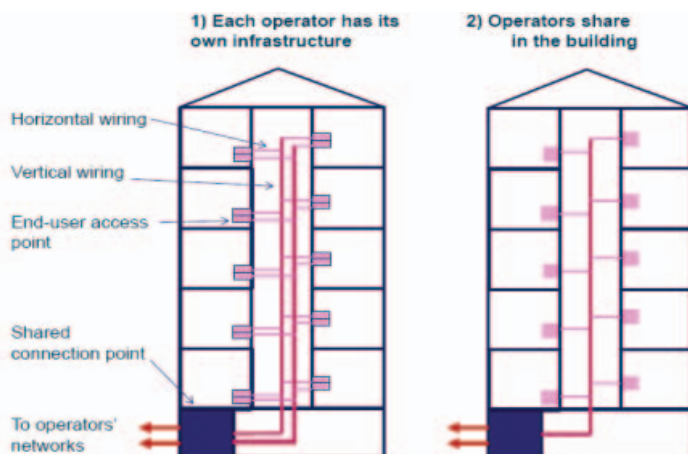 1) Each operator has its
own infrastructure
2) Operators share
in the building
Horizontal wiring
Vertical wiring
End-user access
point
Shared
connection point
To operators'
networks